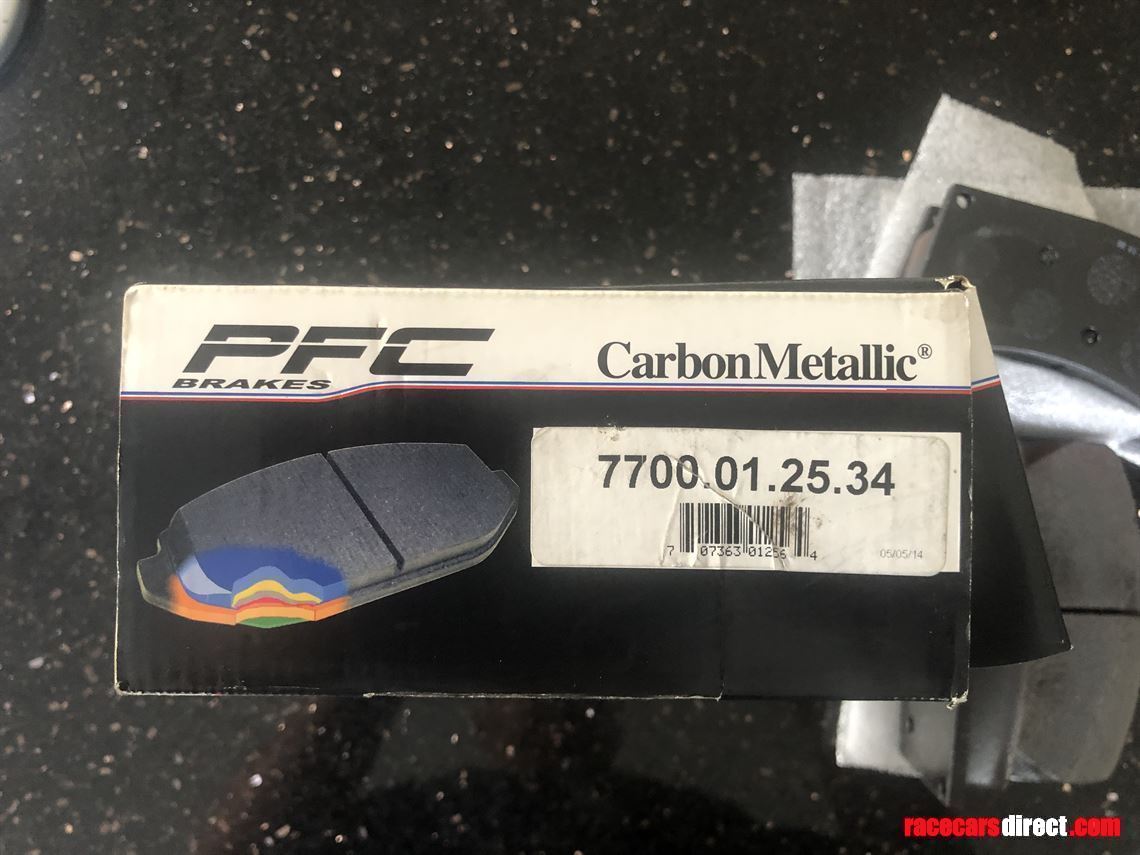 PFC
BRAKES
CarbonMetallic®
7700.01.25.34
7 07363 01256 4
05/05/14
racecarsdirect.com